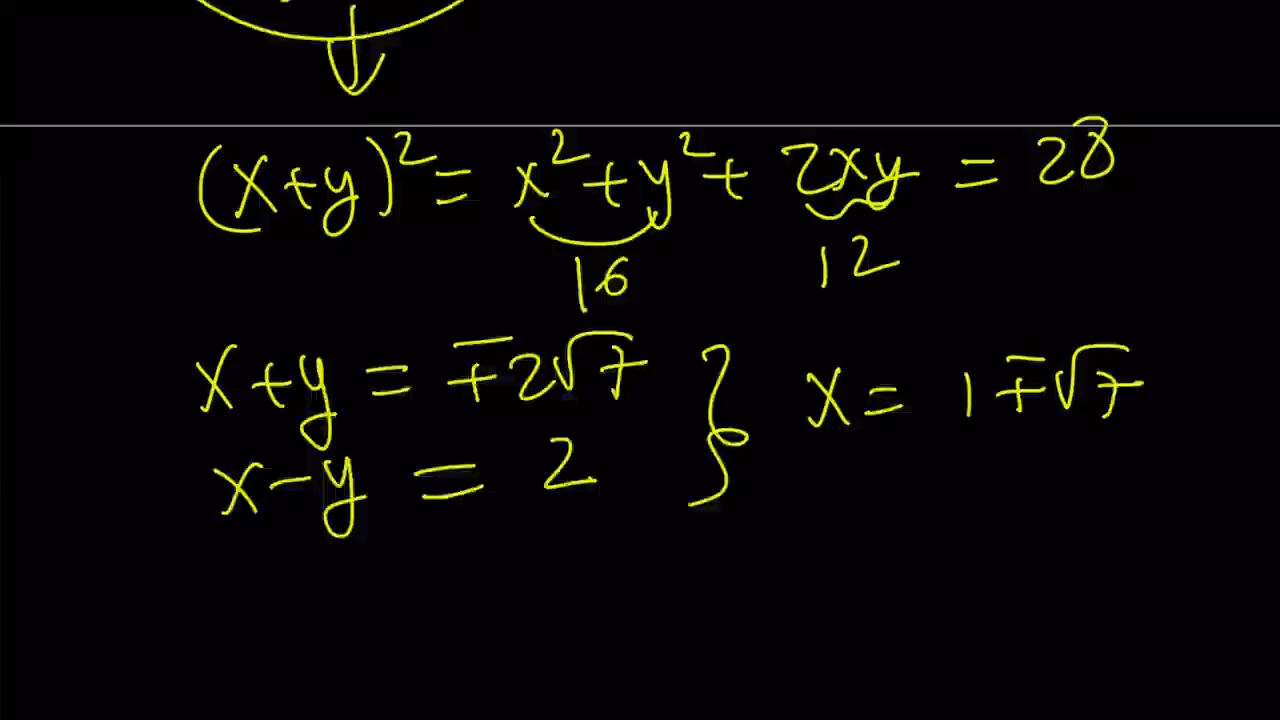 (x+y)² = x² + y² + 2xy = 28
16 12
x+y = ∓2√7
x = 1∓√7
x-y = 2